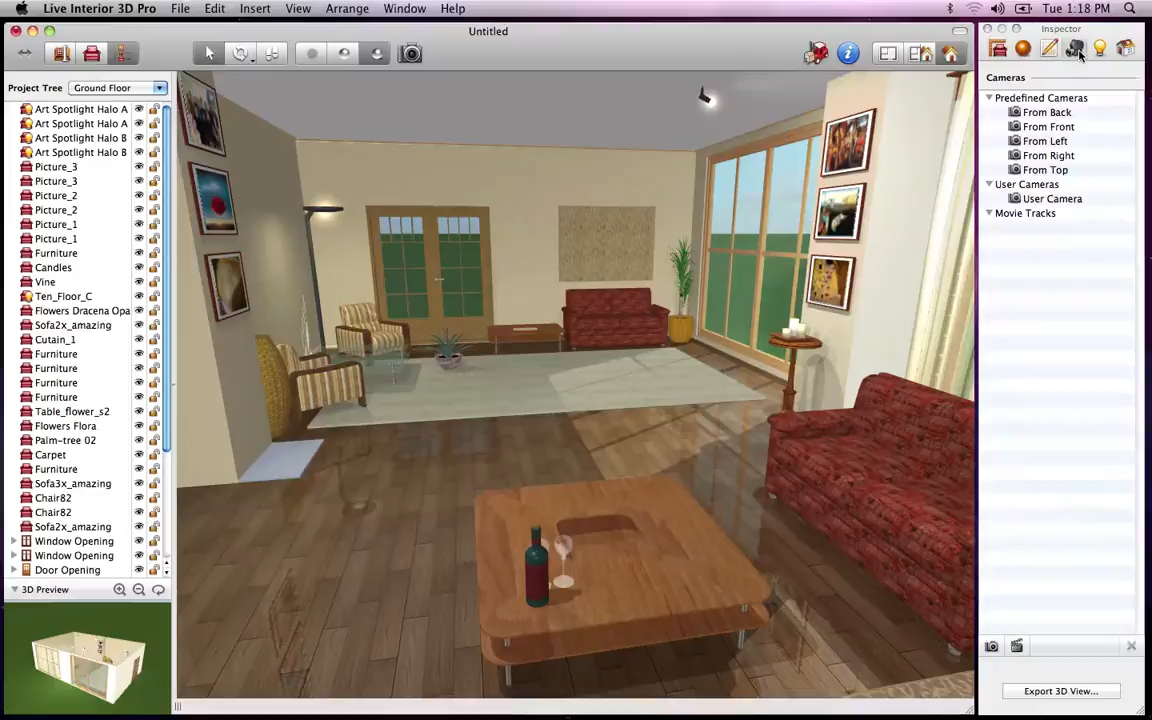 Live Interior 3D Pro File Edit Insert View Arrange Window Help Tue 1:18 PM
Untitled
Inspector
Project Tree Ground Floor
Art Spotlight Halo A
Art Spotlight Halo A
Art Spotlight Halo B
Art Spotlight Halo B
Picture_3
Picture_3
Picture_2
Picture_2
Picture_1
Picture_1
Furniture
Candles
Vine
Ten_Floor_C
Flowers Dracena Opa
Sofa2x_amazing
Cutain_1
Furniture
Furniture
Furniture
Furniture
Table_flower_s2
Flowers Flora
Palm-tree 02
Carpet
Furniture
Sofa3x_amazing
Chair82
Chair82
Sofa2x_amazing
Window Opening
Window Opening
Door Opening
3D Preview
Cameras
Predefined Cameras
From Back
From Front
From Left
From Right
From Top
User Cameras
User Camera
Movie Tracks
Export 3D View...